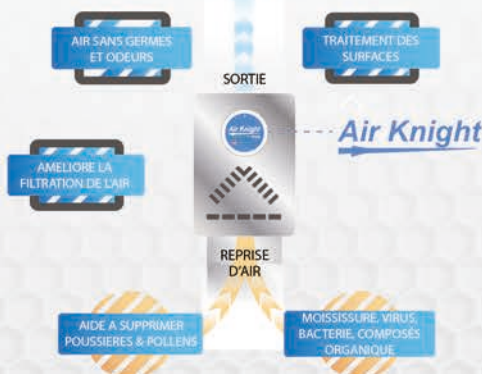 AIR SANS GERMES
ET ODEURS
TRAITEMENT DES
SURFACES
SORTIE
Air Knight
Air Knight
AMELIORE LA
FILTRATION DE L'AIR
REPRISE
D'AIR
AIDE A SUPPRIMER
POUSSIERES & POLLENS
MOISSISSURE, VIRUS,
BACTERIE, COMPOSÉS
ORGANIQUE